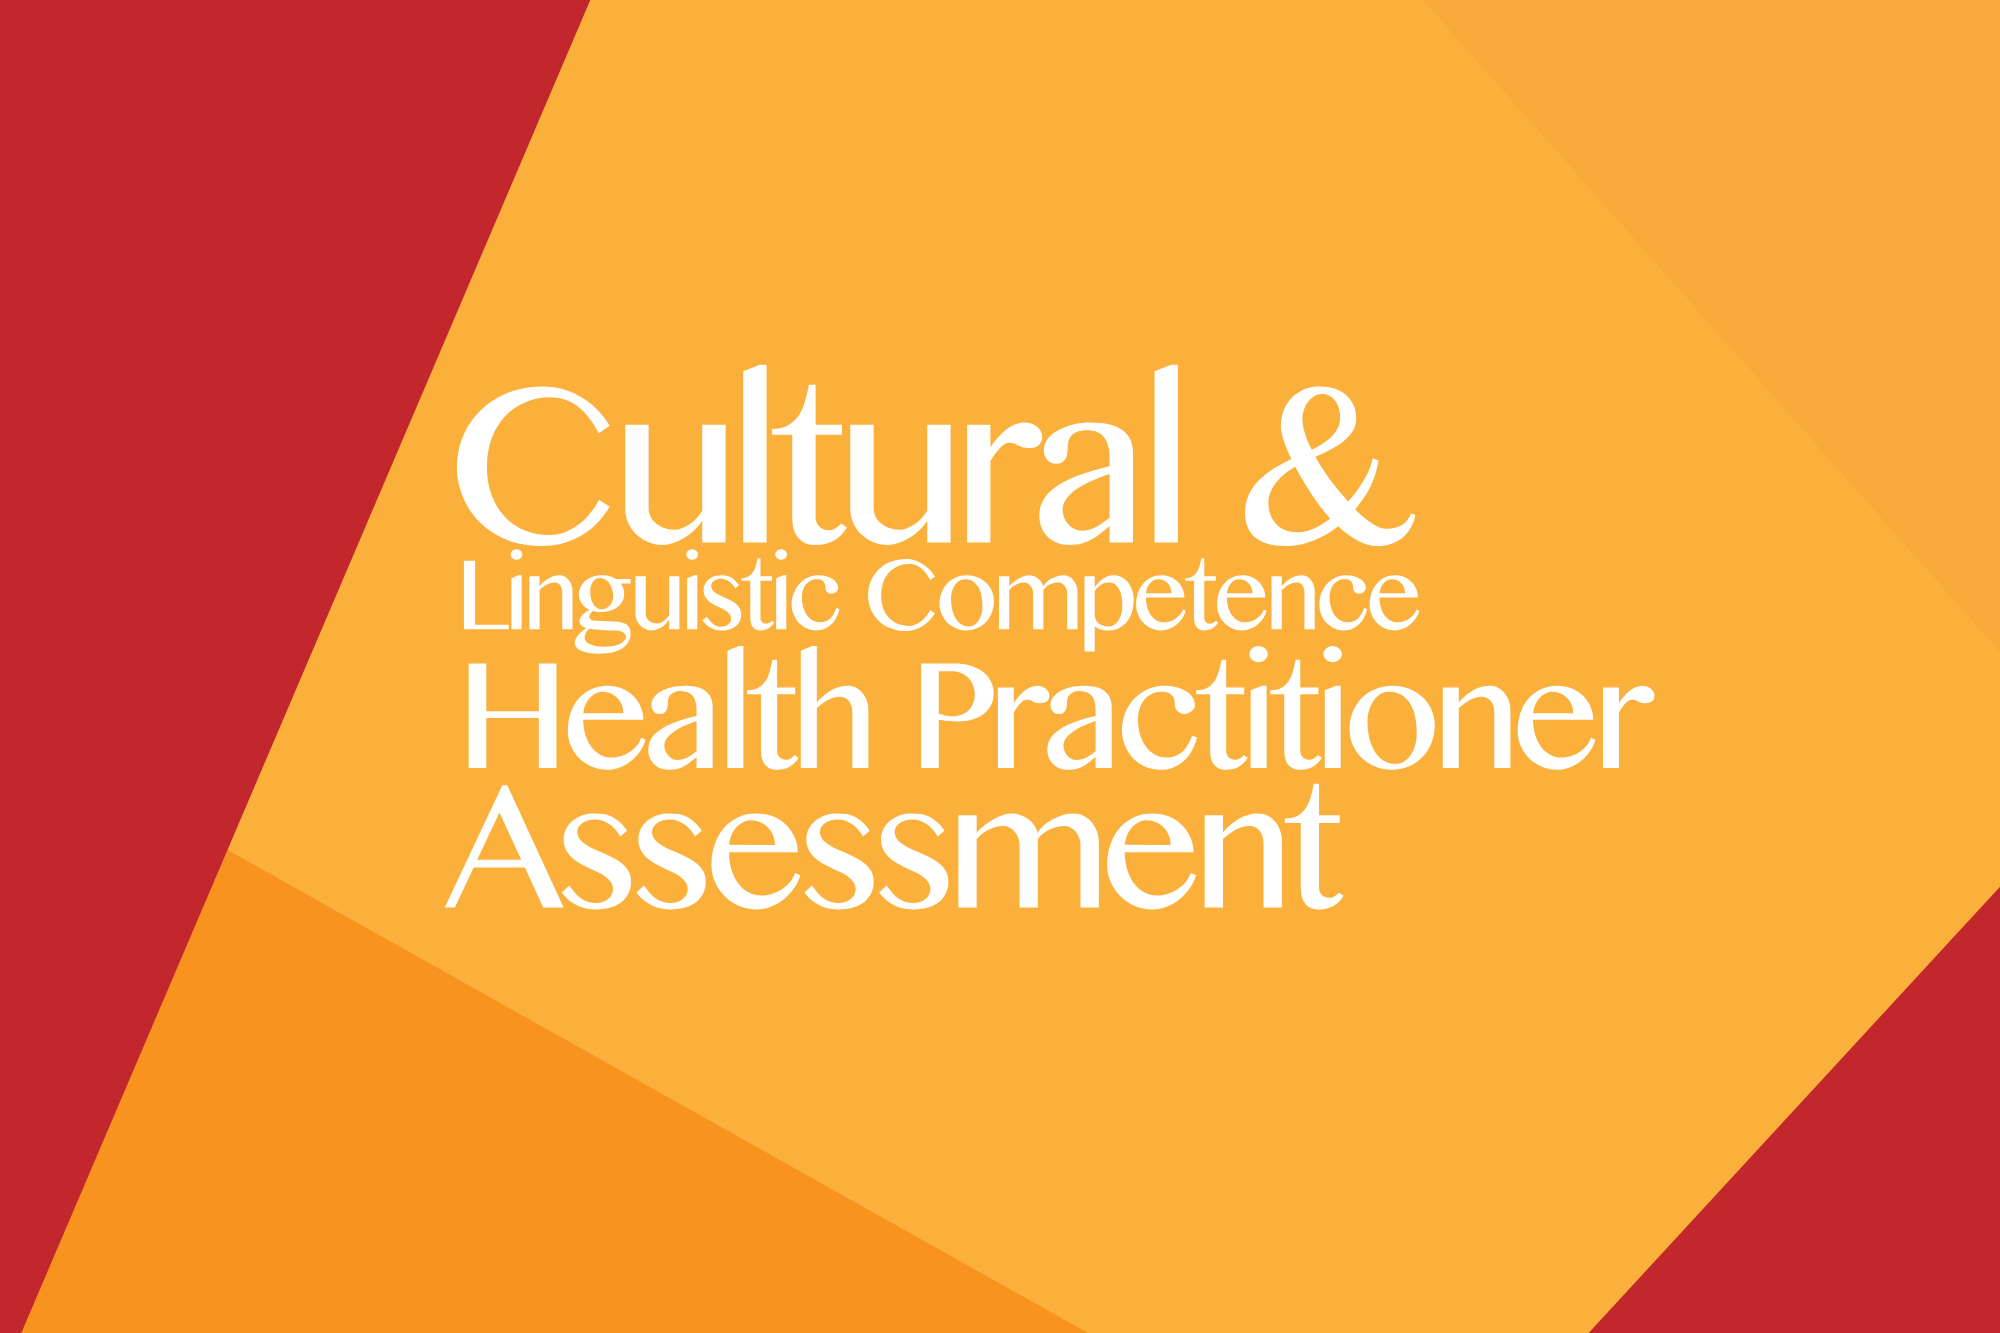 Cultural &
Linguistic Competence
Health Practitioner
Assessment